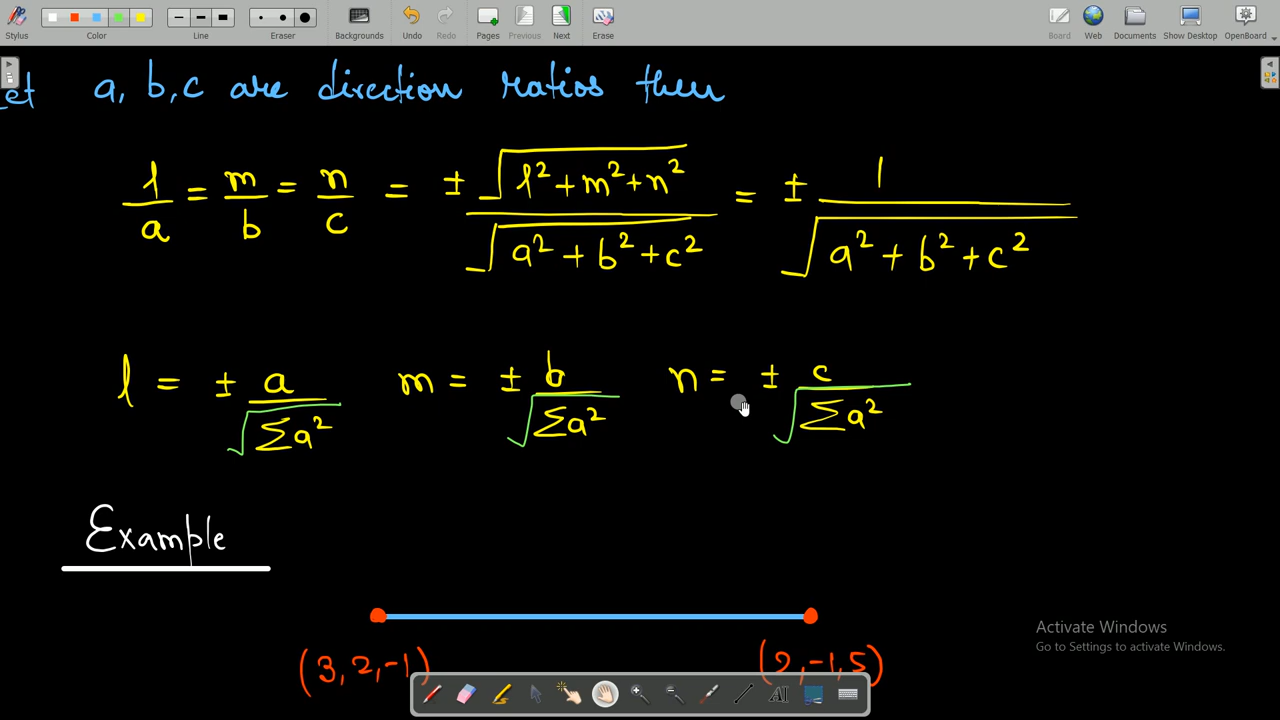 Stylus Color Line Eraser Backgrounds Undo Redo Pages Previous Next Erase Board Web Documents Show Desktop OpenBoard
et a, b, c are direction ratios then
l/a = m/b = n/c = ± √(l² + m² + n²)/√(a² + b² + c²) = ± 1/√(a² + b² + c²)
l = ± a/√(Σa²) m = ± b/√(Σa²) n = ± c/√(Σa²)
Example
(3, 2, -1) (2, -1, 5)
Activate Windows
Go to Settings to activate Windows.